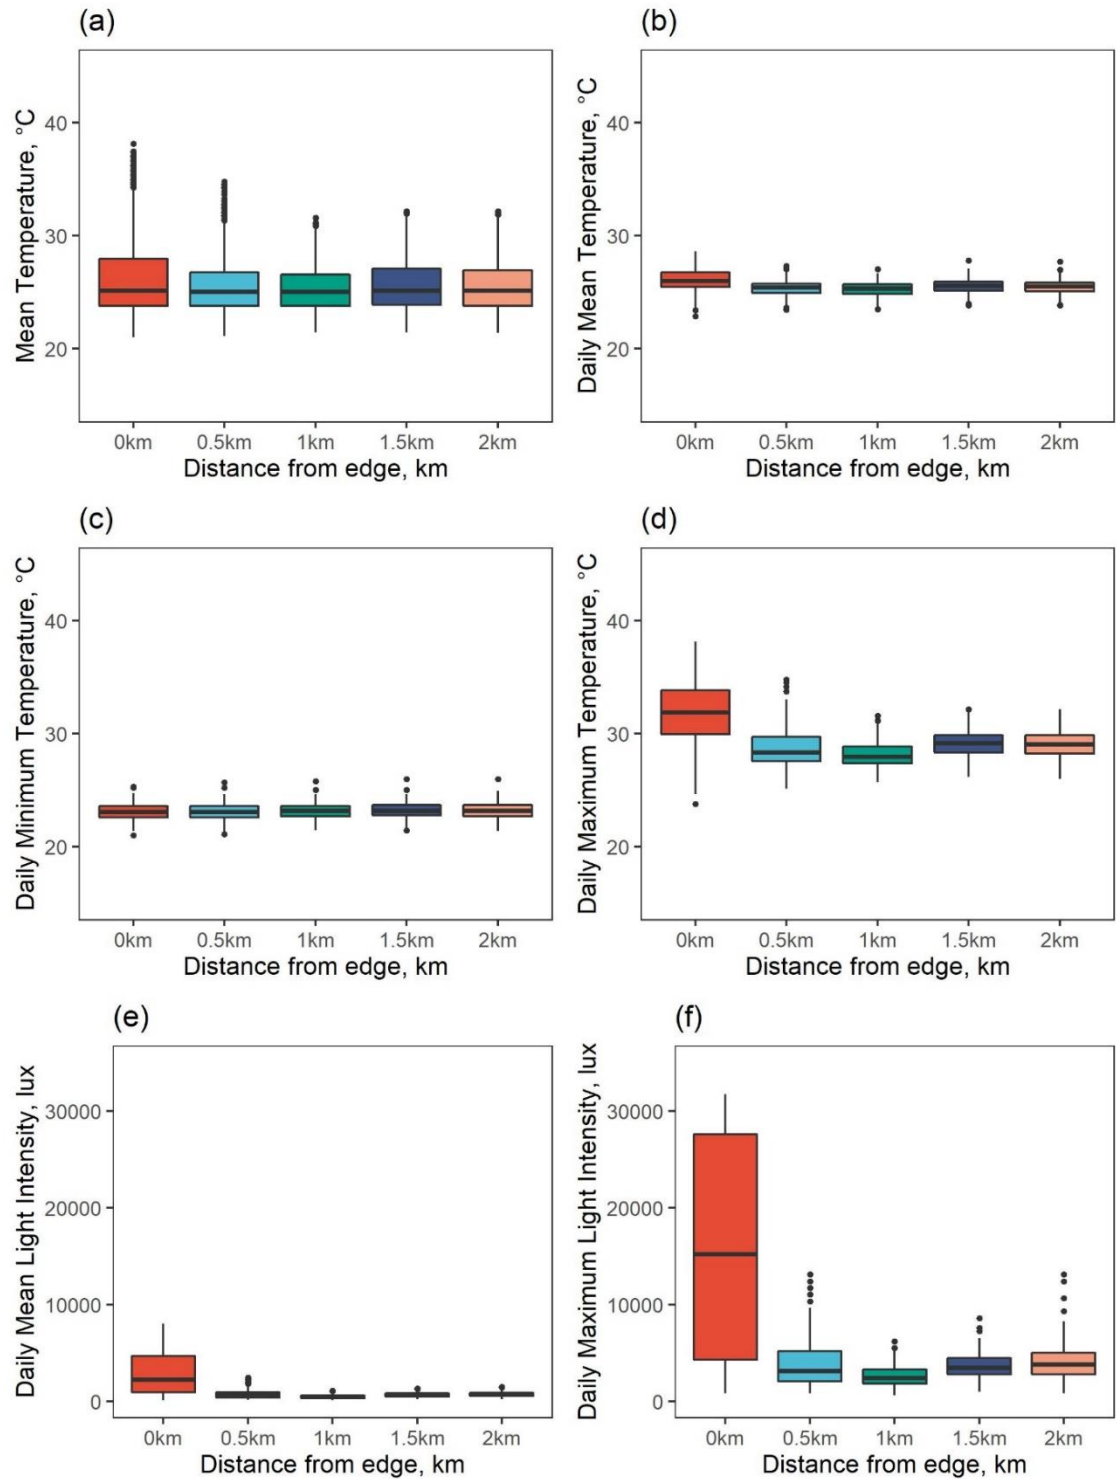 (a)
Mean Temperature, °C
40
30
20
0km 0.5km 1km 1.5km 2km
Distance from edge, km
(b)
Daily Mean Temperature, °C
40
30
20
0km 0.5km 1km 1.5km 2km
Distance from edge, km
(c)
Daily Minimum Temperature, °C
40
30
20
0km 0.5km 1km 1.5km 2km
Distance from edge, km
(d)
Daily Maximum Temperature, °C
40
30
20
0km 0.5km 1km 1.5km 2km
Distance from edge, km
(e)
Daily Mean Light Intensity, lux
30000
20000
10000
0
0km 0.5km 1km 1.5km 2km
Distance from edge, km
(f)
Daily Maximum Light Intensity, lux
30000
20000
10000
0
0km 0.5km 1km 1.5km 2km
Distance from edge, km